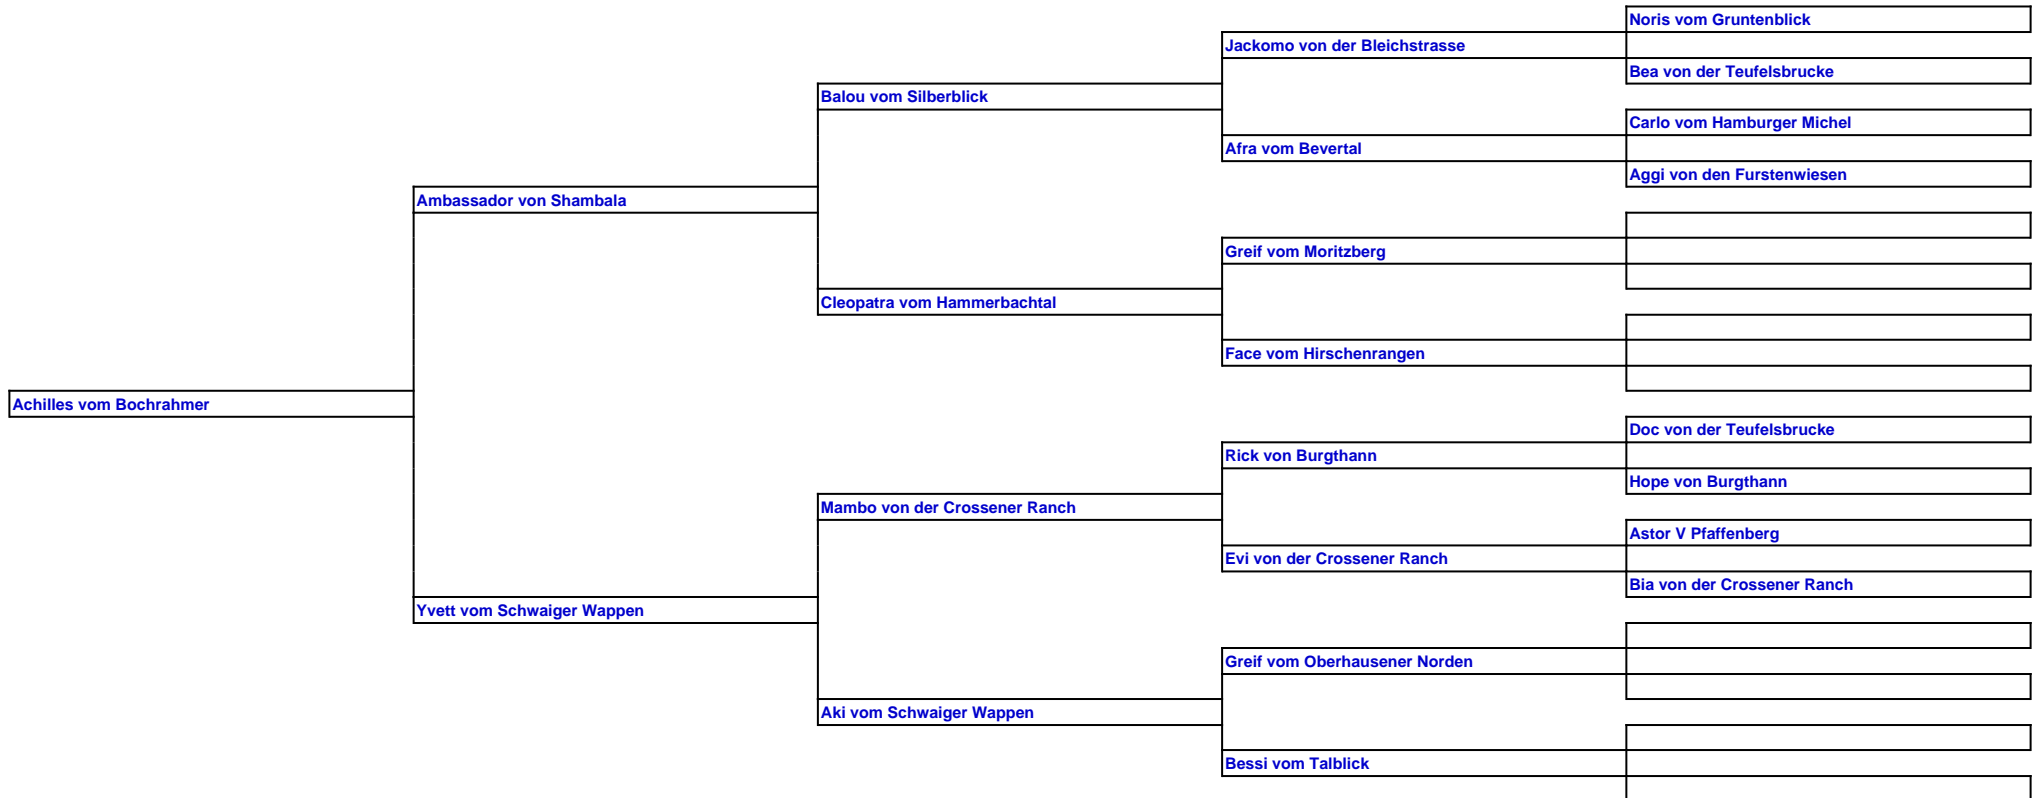 Noris vom Gruntenblick
Jackomo von der Bleichstrasse
Bea von der Teufelsbrucke
Balou vom Silberblick
Carlo vom Hamburger Michel
Afra vom Bevertal
Aggi von den Furstenwiesen
Ambassador von Shambala
Greif vom Moritzberg
Cleopatra vom Hammerbachtal
Face vom Hirschenrangen
Achilles vom Bochrahmer
Doc von der Teufelsbrucke
Rick von Burgthann
Hope von Burgthann
Mambo von der Crossener Ranch
Astor V Pfaffenberg
Evi von der Crossener Ranch
Bia von der Crossener Ranch
Yvett vom Schwaiger Wappen
Greif vom Oberhausener Norden
Aki vom Schwaiger Wappen
Bessi vom Talblick